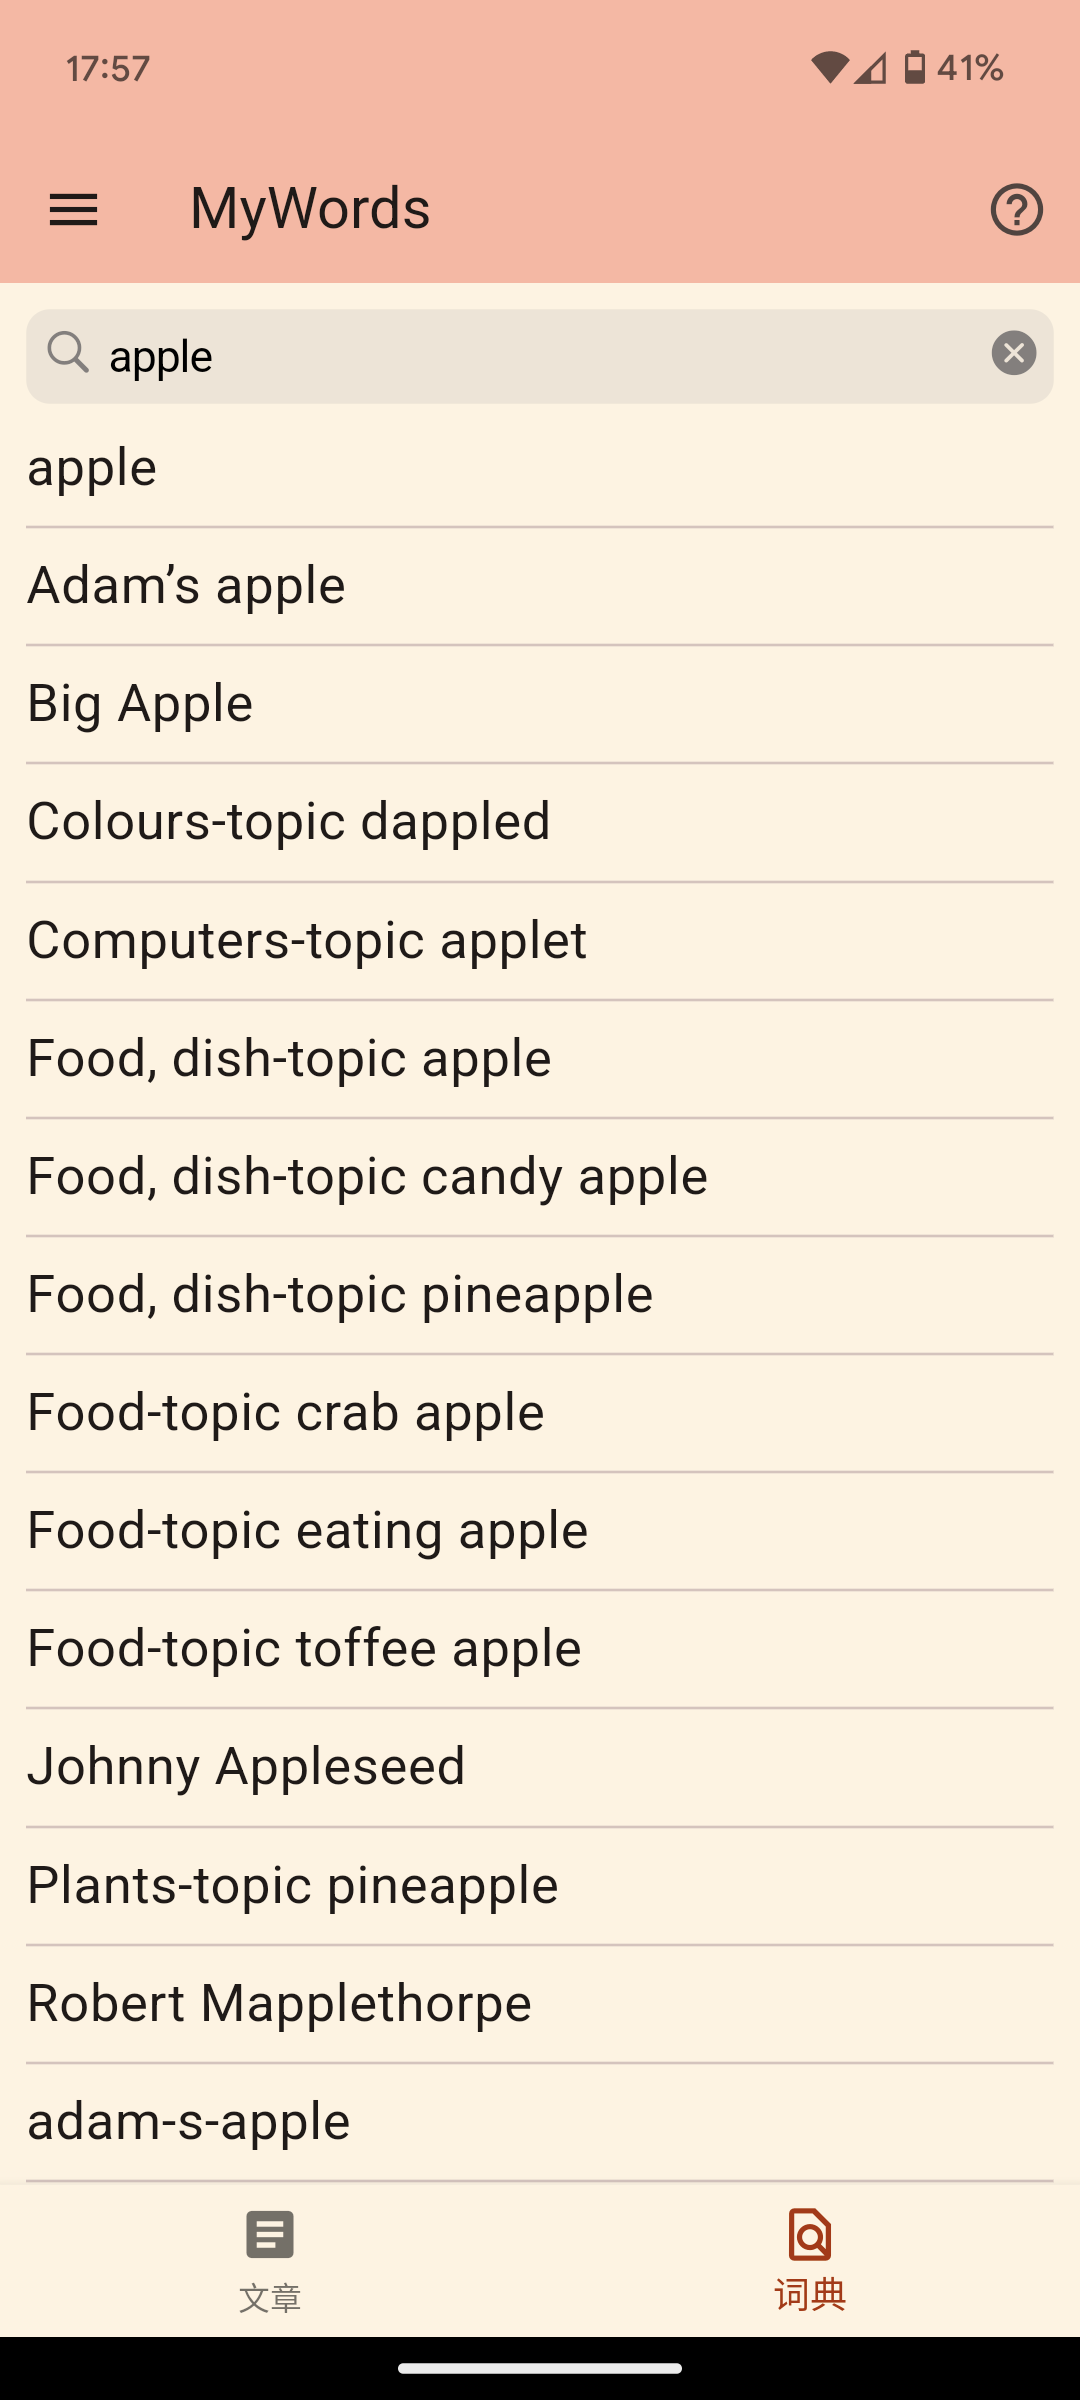 17:57
41%
MyWords
apple
apple
Adam’s apple
Big Apple
Colours-topic dappled
Computers-topic applet
Food, dish-topic apple
Food, dish-topic candy apple
Food, dish-topic pineapple
Food-topic crab apple
Food-topic eating apple
Food-topic toffee apple
Johnny Appleseed
Plants-topic pineapple
Robert Mapplethorpe
adam-s-apple
文章
词典